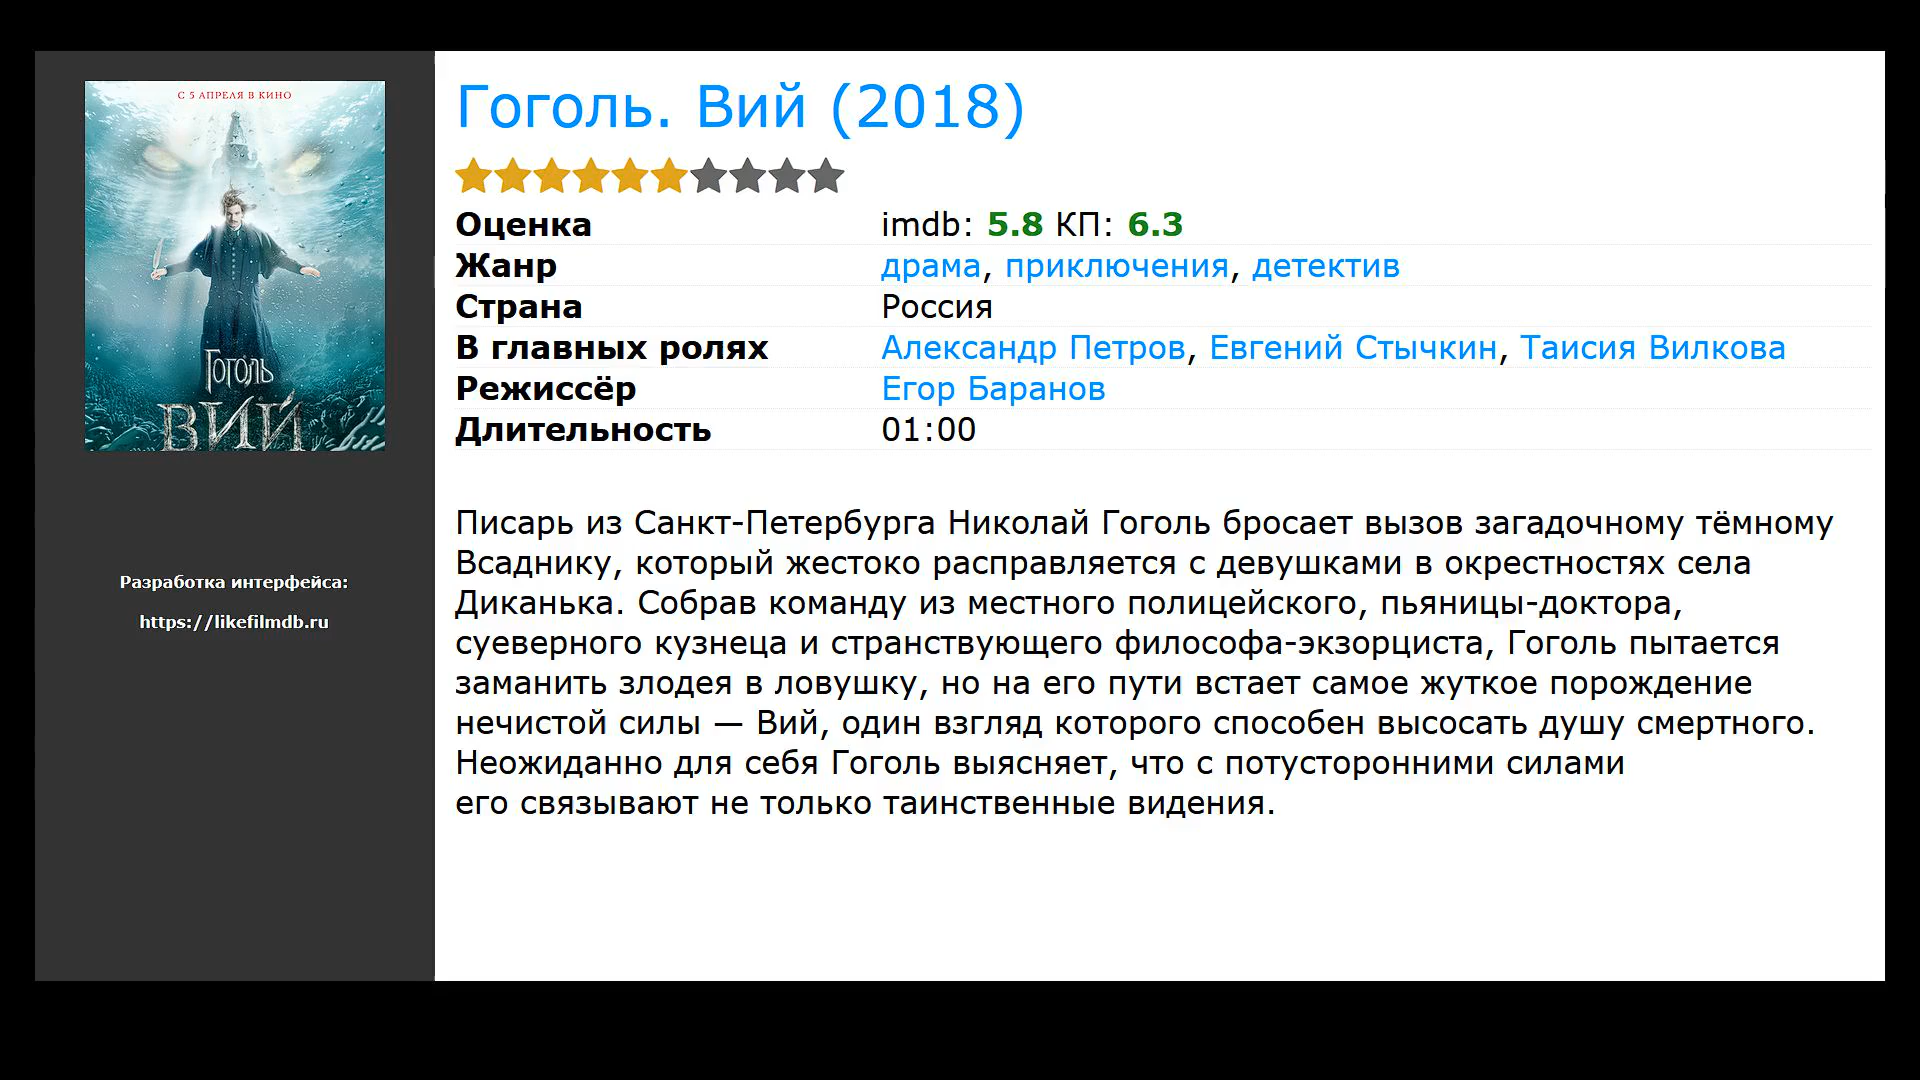 С 5 АПРЕЛЯ В КИНО
Гоголь
ВИЙ
Разработка интерфейса:
https://likefilmdb.ru
Гоголь. Вий (2018)
Оценка imdb: 5.8 КП: 6.3
Жанр драма, приключения, детектив
Страна Россия
В главных ролях Александр Петров, Евгений Стычкин, Таисия Вилкова
Режиссёр Егор Баранов
Длительность 01:00
Писарь из Санкт-Петербурга Николай Гоголь бросает вызов загадочному тёмному
Всаднику, который жестоко расправляется с девушками в окрестностях села
Диканька. Собрав команду из местного полицейского, пьяницы-доктора,
суеверного кузнеца и странствующего философа-экзорциста, Гоголь пытается
заманить злодея в ловушку, но на его пути встает самое жуткое порождение
нечистой силы — Вий, один взгляд которого способен высосать душу смертного.
Неожиданно для себя Гоголь выясняет, что с потусторонними силами
его связывают не только таинственные видения.